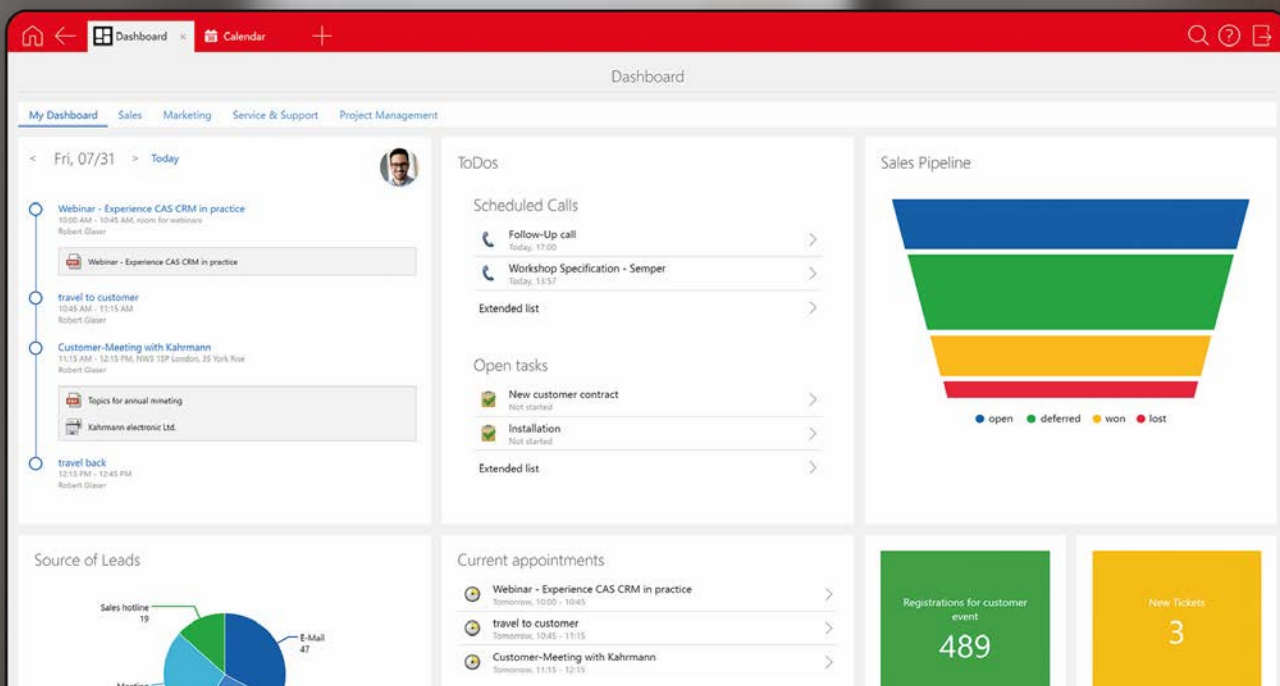 Dashboard
×
Calendar
Dashboard
My Dashboard
Sales
Marketing
Service & Support
Project Management
<
Fri, 07/31
>
Today
Webinar - Experience CAS CRM in practice
10:00 AM - 10:45 AM, room for webinars
Robert Glaser
Webinar - Experience CAS CRM in practice
travel to customer
10:45 AM - 11:15 AM
Robert Glaser
Customer-Meeting with Kahrmann
11:15 AM - 12:15 PM, NW5 1SP London, 35 York Rise
Robert Glaser
Topics for annual mmeting
Kahrmann electronic Ltd.
travel back
12:15 PM - 12:45 PM
Robert Glaser
ToDos
Scheduled Calls
Follow-Up call
Today, 17:00
Workshop Specification - Semper
Today, 13:57
Extended list
Open tasks
New customer contract
Not started
Installation
Not started
Extended list
Sales Pipeline
open
deferred
won
lost
Source of Leads
Sales hotline
19
E-Mail
47
Meeting
Current appointments
Webinar - Experience CAS CRM in practice
Tomorrow, 10:00 - 10:45
travel to customer
Tomorrow, 10:45 - 11:15
Customer-Meeting with Kahrmann
Tomorrow, 11:15 - 12:15
Registrations for customer
event
489
New Tickets
3